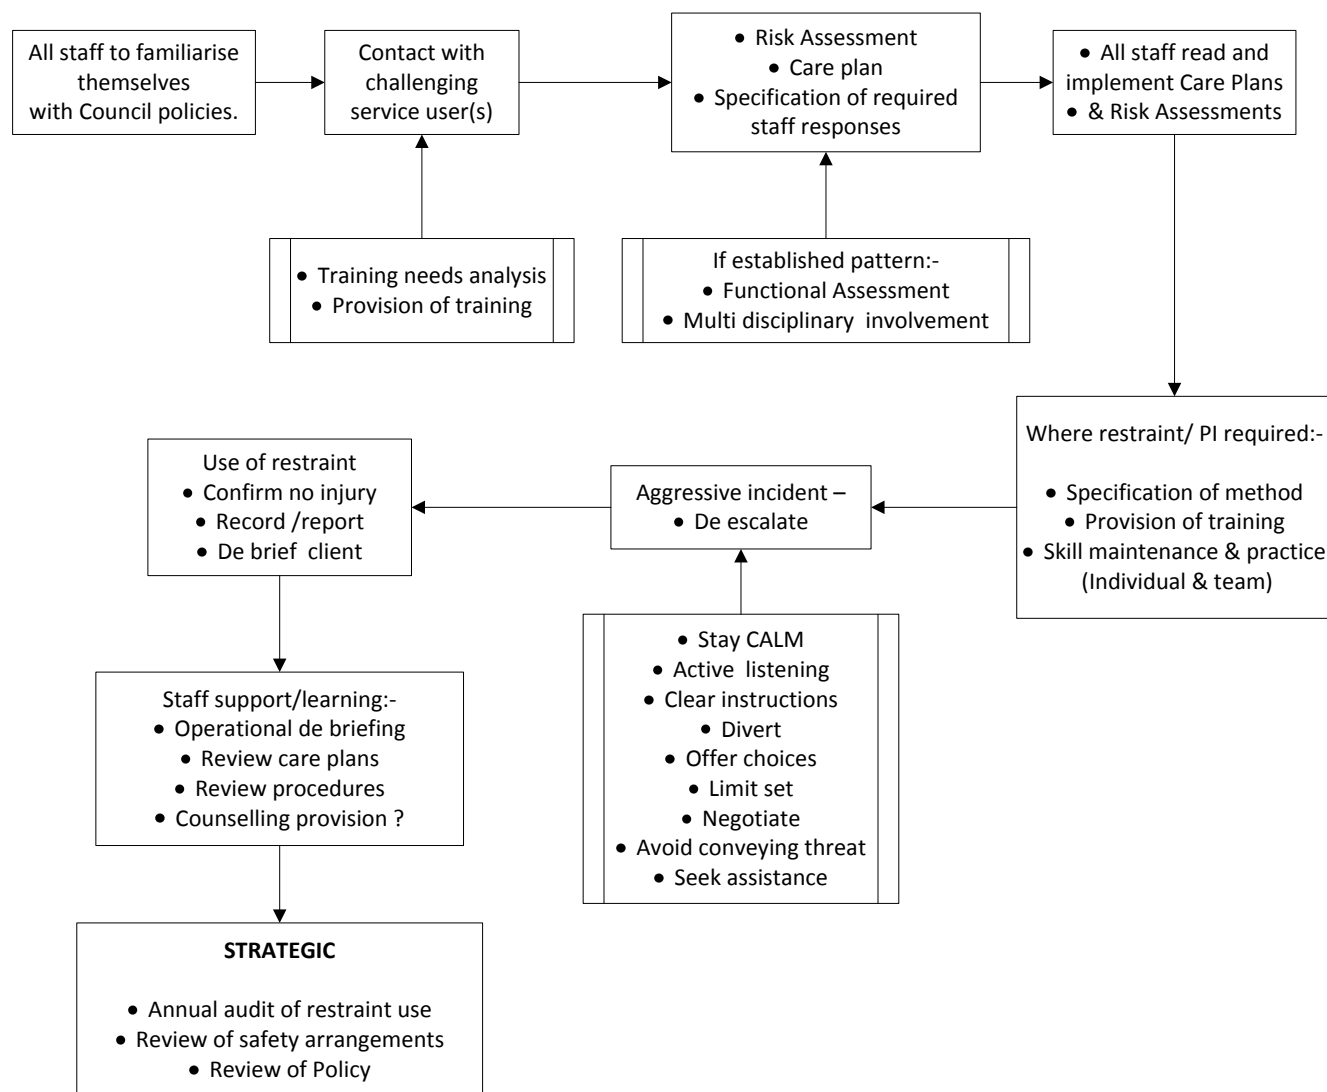 All staff to familiarise
themselves
with Council policies.
Contact with
challenging
service user(s)
• Risk Assessment
• Care plan
• Specification of required
staff responses
• All staff read and
implement Care Plans
• & Risk Assessments
• Training needs analysis
• Provision of training
If established pattern:-
• Functional Assessment
• Multi disciplinary involvement
Where restraint/ PI required:-
• Specification of method
• Provision of training
• Skill maintenance & practice
(Individual & team)
Aggressive incident –
• De escalate
Use of restraint
• Confirm no injury
• Record /report
• De brief client
• Stay CALM
• Active listening
• Clear instructions
• Divert
• Offer choices
• Limit set
• Negotiate
• Avoid conveying threat
• Seek assistance
Staff support/learning:-
• Operational de briefing
• Review care plans
• Review procedures
• Counselling provision ?
STRATEGIC
• Annual audit of restraint use
• Review of safety arrangements
• Review of Policy